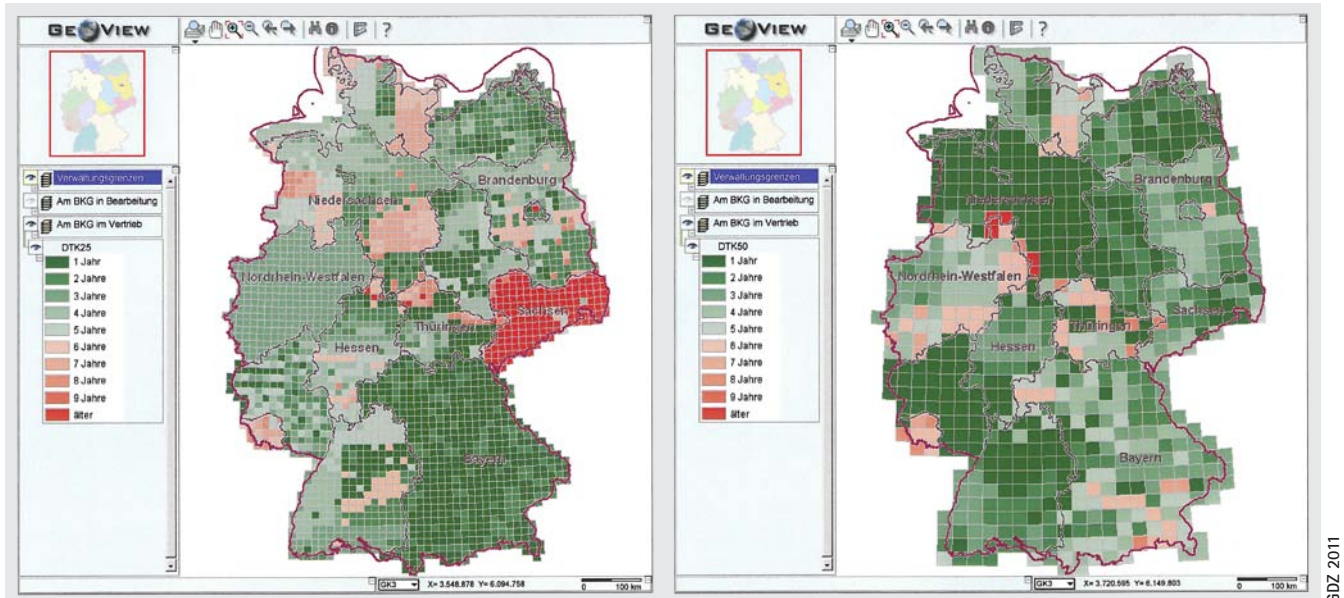 GEOVIEW
?
Verwaltungsgrenzen
Am BKG in Bearbeitung
Am BKG im Vertrieb
DTK25
1 Jahr
2 Jahre
3 Jahre
4 Jahre
5 Jahre
6 Jahre
7 Jahre
8 Jahre
9 Jahre
älter
Brandenburg
Niedersachsen
Nordrhein-Westfalen
Sachsen
Thüringen
Hessen
Bayern
GK3 X= 3.548.878 Y= 6.094.758 0 100 km
GEOVIEW
?
Verwaltungsgrenzen
Am BKG in Bearbeitung
Am BKG im Vertrieb
DTK50
1 Jahr
2 Jahre
3 Jahre
4 Jahre
5 Jahre
6 Jahre
7 Jahre
8 Jahre
9 Jahre
älter
Brandenburg
Niedersachsen
Nordrhein-Westfalen
Sachsen
Thüringen
Hessen
Bayern
GK3 X= 3.720.595 Y= 6.149.803 0 100 km
GDZ 2011